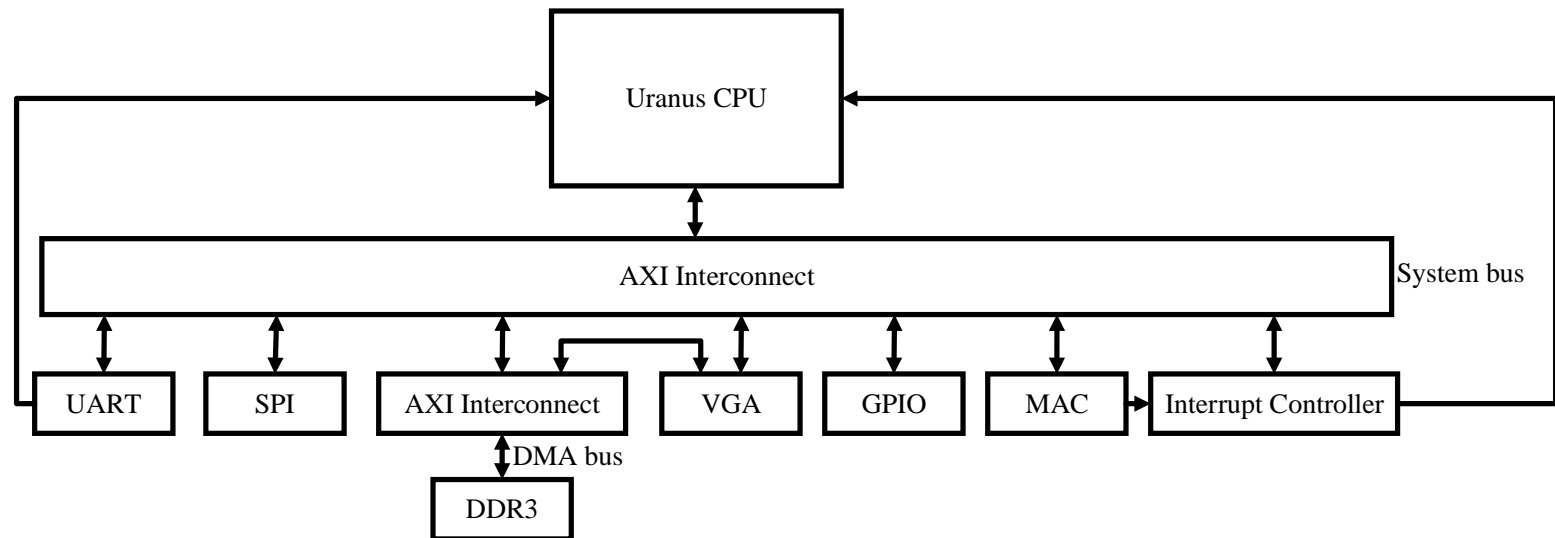 Uranus CPU
AXI Interconnect
System bus
UART
SPI
AXI Interconnect
VGA
GPIO
MAC
Interrupt Controller
DMA bus
DDR3